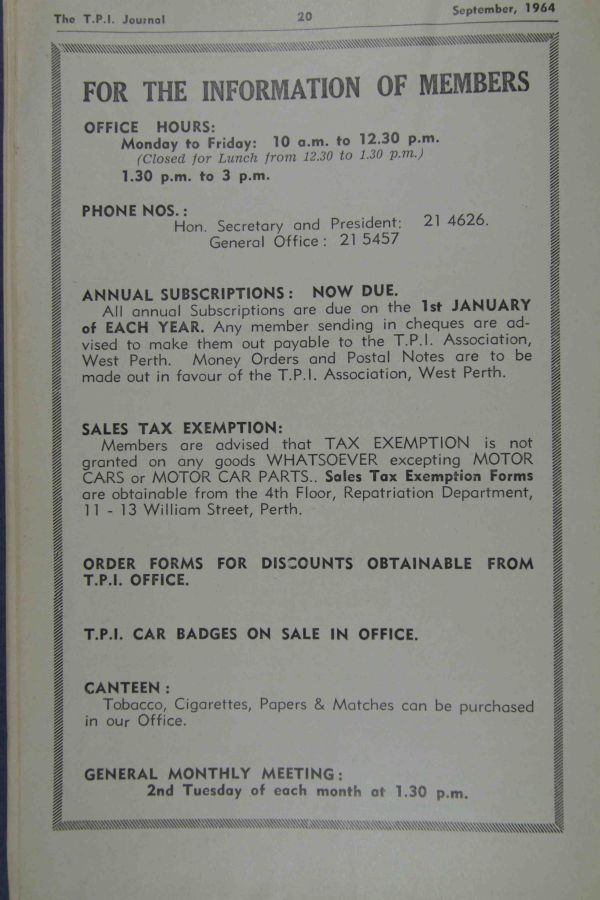 The T.P.I. Journal 20 September, 1964
FOR THE INFORMATION OF MEMBERS
OFFICE HOURS:
Monday to Friday: 10 a.m. to 12.30 p.m.
(Closed for Lunch from 12.30 to 1.30 p.m.)
1.30 p.m. to 3 p.m.
PHONE NOS. :
Hon. Secretary and President: 21 4626.
General Office : 21 5457
ANNUAL SUBSCRIPTIONS : NOW DUE.
All annual Subscriptions are due on the 1st JANUARY
of EACH YEAR. Any member sending in cheques are ad-
vised to make them out payable to the T.P.I. Association,
West Perth. Money Orders and Postal Notes are to be
made out in favour of the T.P.I. Association, West Perth.
SALES TAX EXEMPTION:
Members are advised that TAX EXEMPTION is not
granted on any goods WHATSOEVER excepting MOTOR
CARS or MOTOR CAR PARTS.. Sales Tax Exemption Forms
are obtainable from the 4th Floor, Repatriation Department,
11 - 13 William Street, Perth.
ORDER FORMS FOR DISCOUNTS OBTAINABLE FROM
T.P.I. OFFICE.
T.P.I. CAR BADGES ON SALE IN OFFICE.
CANTEEN :
Tobacco, Cigarettes, Papers & Matches can be purchased
in our Office.
GENERAL MONTHLY MEETING :
2nd Tuesday of each month at 1.30 p.m.